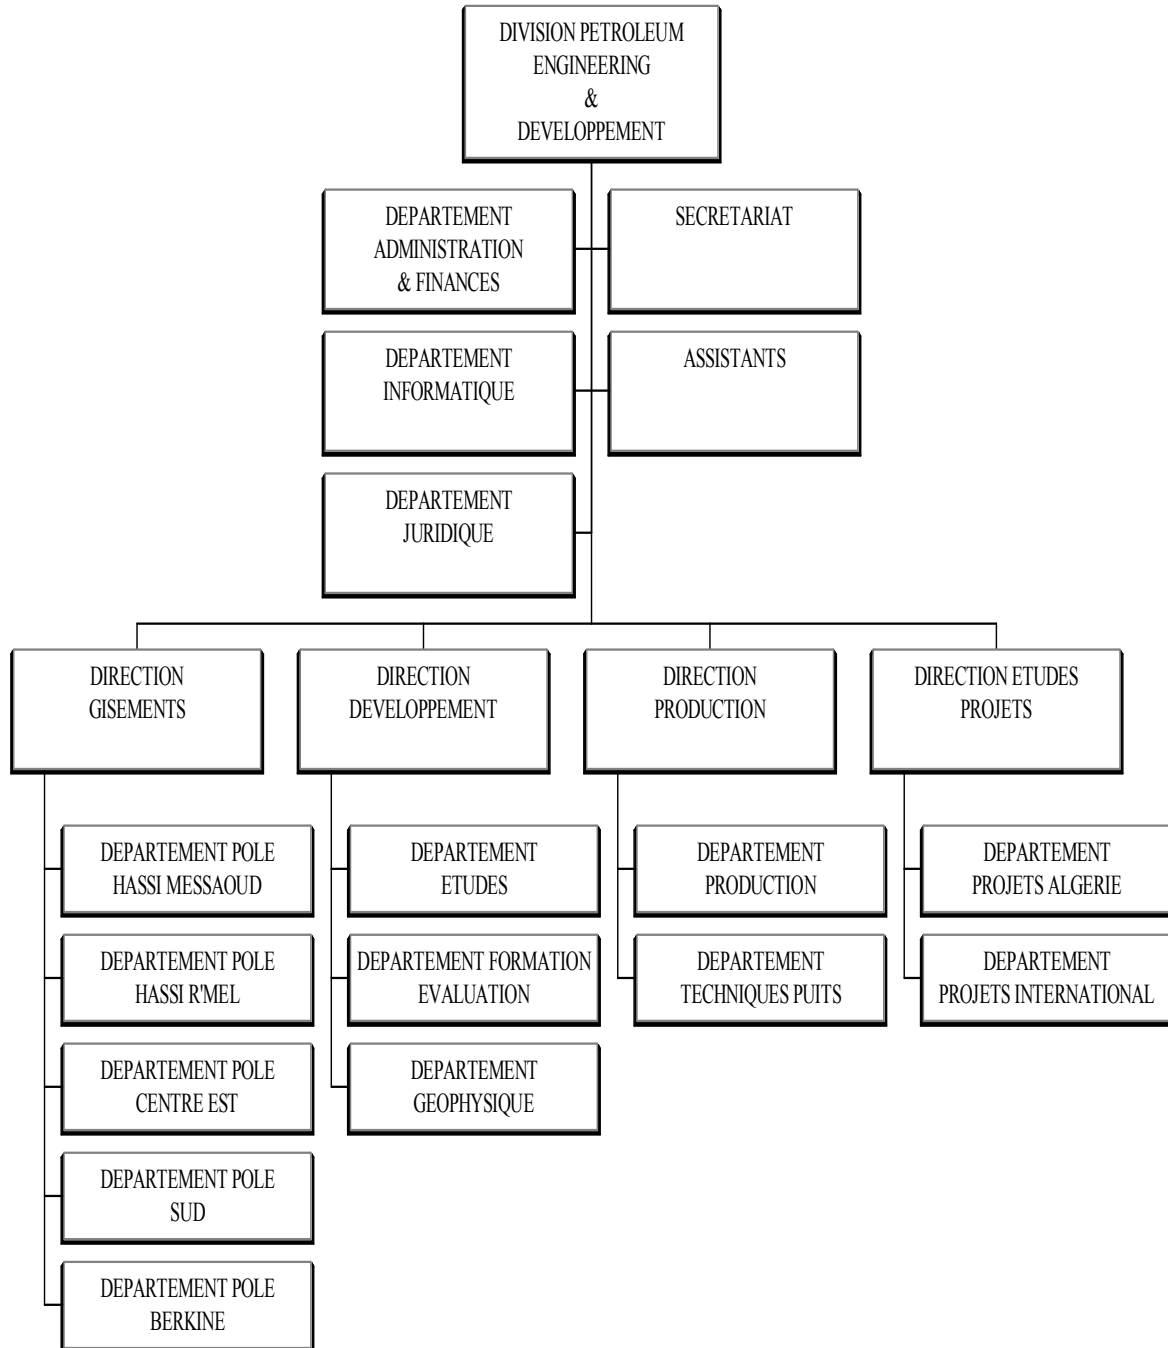 DIVISION PETROLEUM
ENGINEERING
&
DEVELOPPEMENT
DEPARTEMENT
ADMINISTRATION
& FINANCES
SECRETARIAT
DEPARTEMENT
INFORMATIQUE
ASSISTANTS
DEPARTEMENT
JURIDIQUE
DIRECTION
GISEMENTS
DIRECTION
DEVELOPPEMENT
DIRECTION
PRODUCTION
DIRECTION ETUDES
PROJETS
DEPARTEMENT POLE
HASSI MESSAOUD
DEPARTEMENT POLE
HASSI R'MEL
DEPARTEMENT POLE
CENTRE EST
DEPARTEMENT POLE
SUD
DEPARTEMENT POLE
BERKINE
DEPARTEMENT
ETUDES
DEPARTEMENT FORMATION
EVALUATION
DEPARTEMENT
GEOPHYSIQUE
DEPARTEMENT
PRODUCTION
DEPARTEMENT
TECHNIQUES PUITS
DEPARTEMENT
PROJETS ALGERIE
DEPARTEMENT
PROJETS INTERNATIONAL